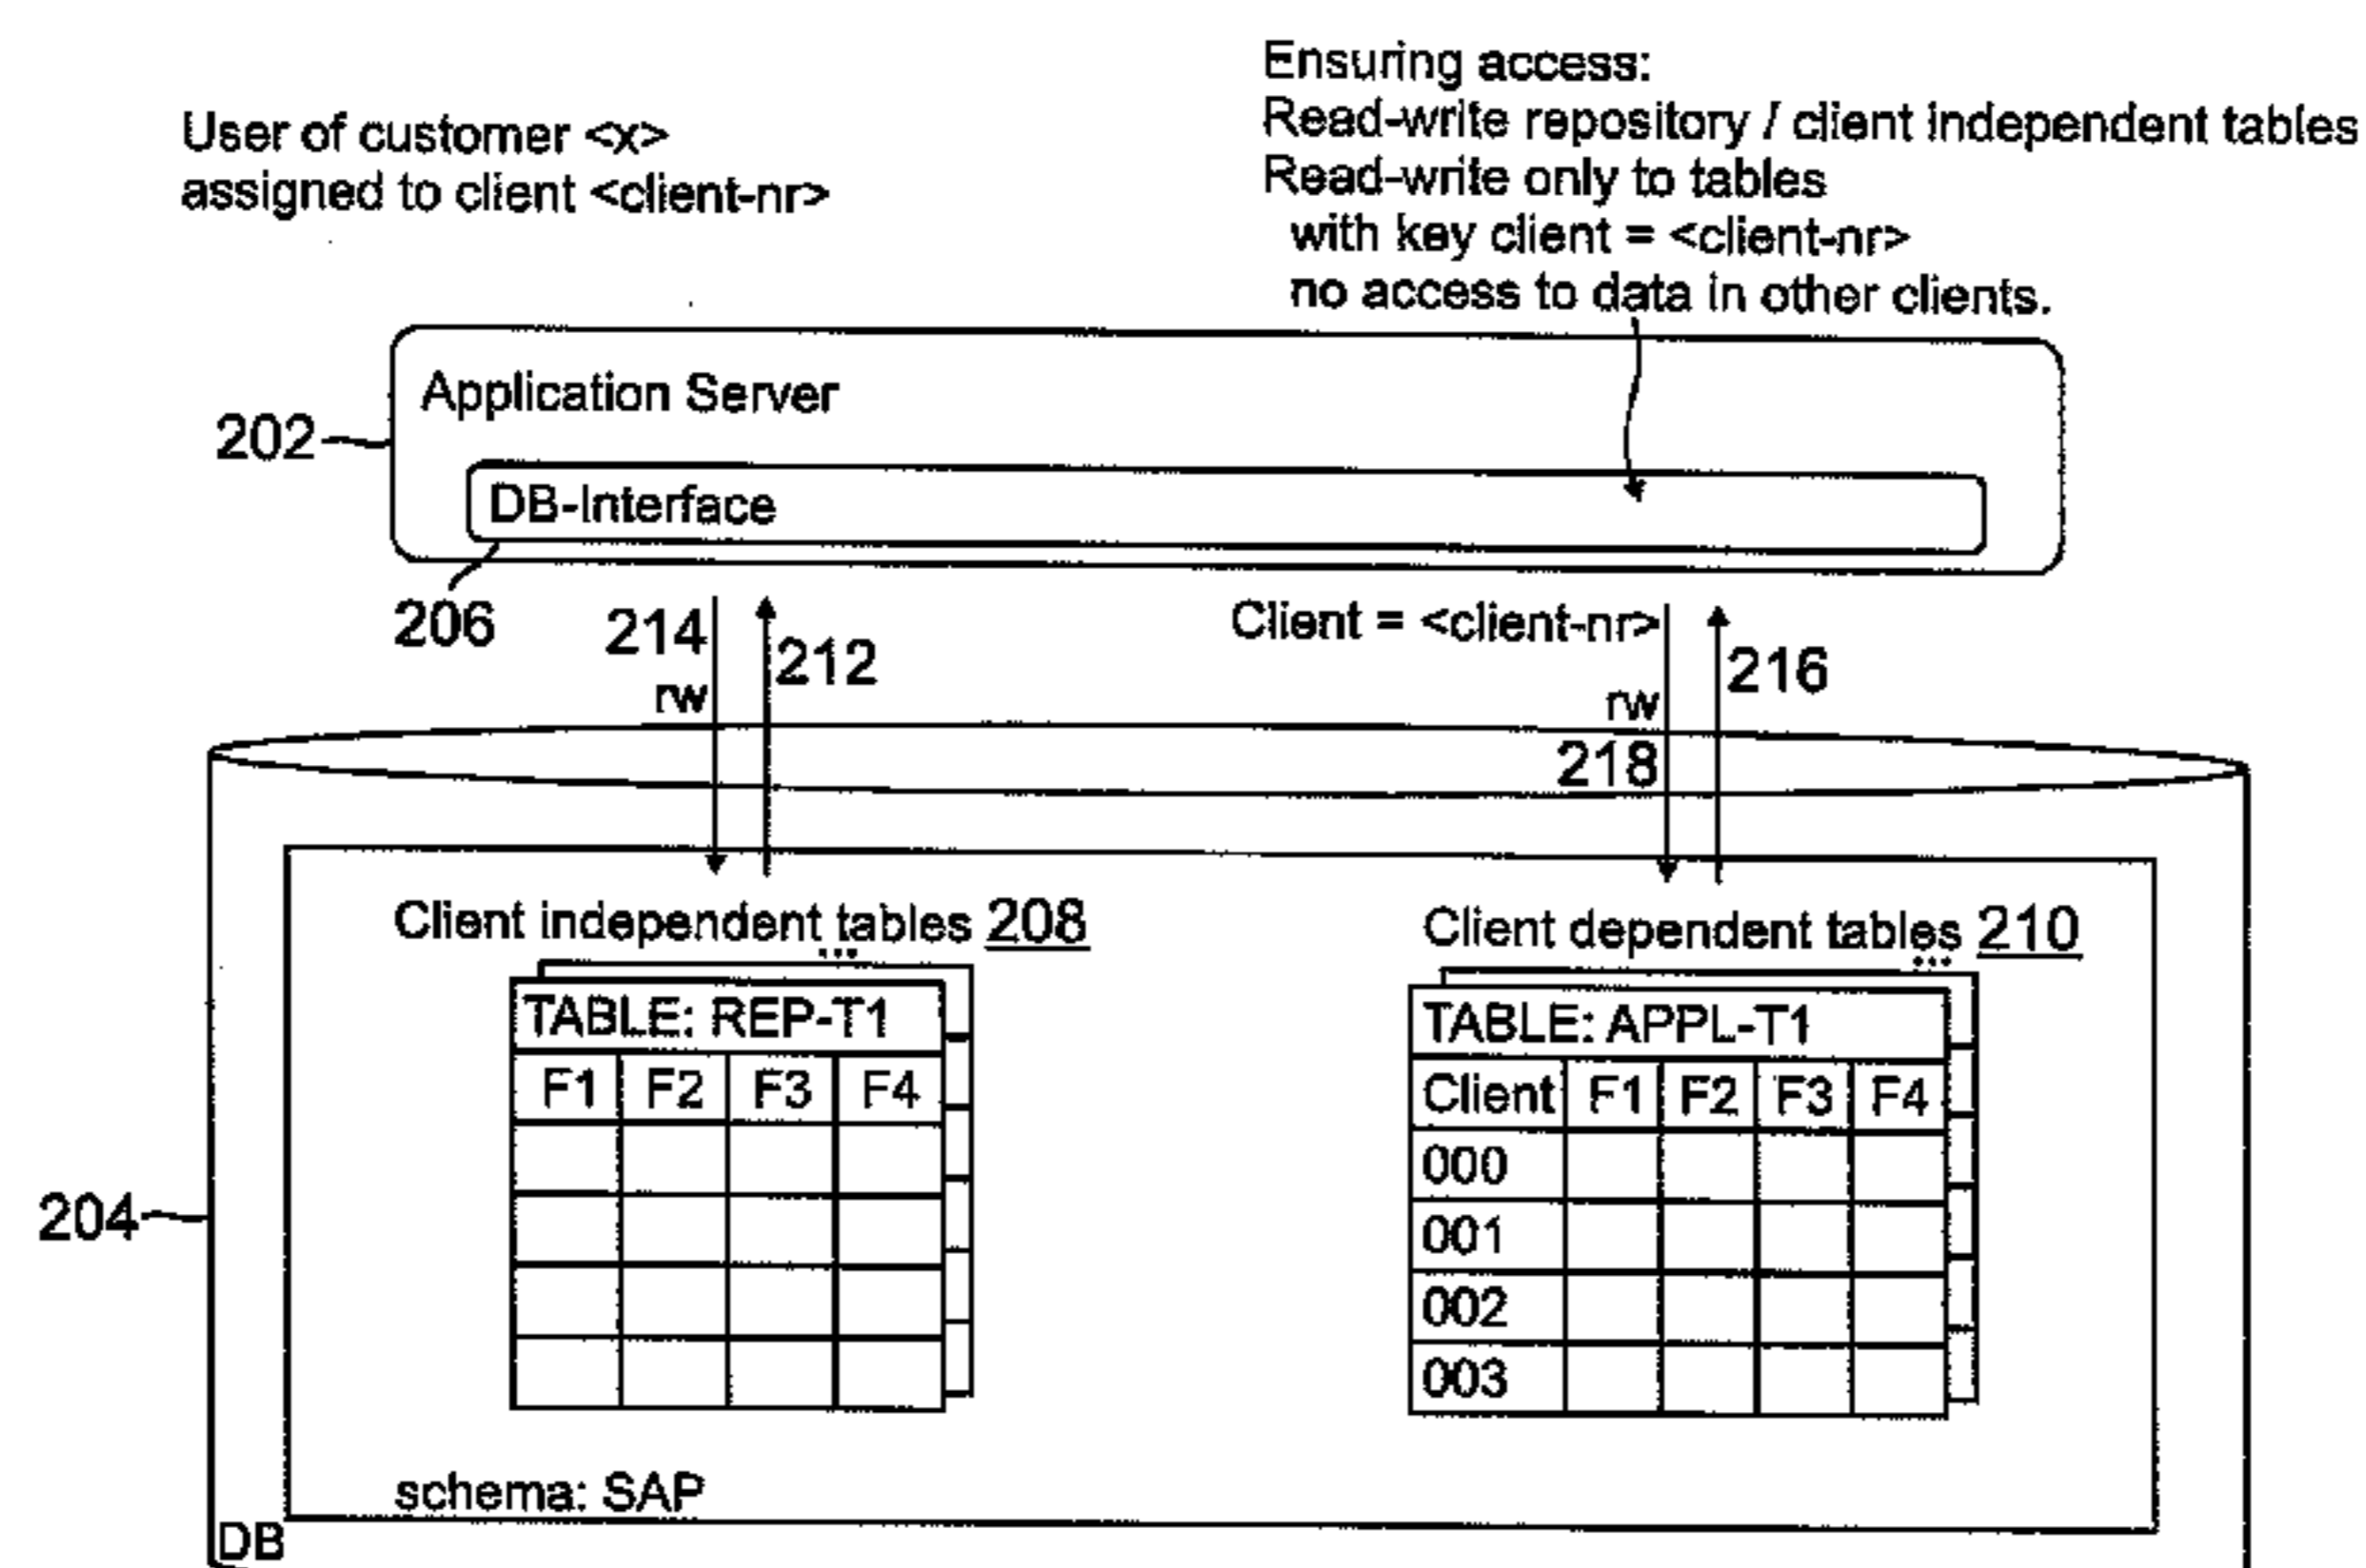 User of customer <x>
assigned to client <client-nr>
Ensuring access:
Read-write repository / client independent tables
Read-write only to tables
with key client = <client-nr>
no access to data in other clients.
Application Server
202
DB-Interface
206
214
212
rw
Client = <client-nr>
216
rw
218
Client independent tables 208
...
TABLE: REP-T1
F1 F2 F3 F4
Client dependent tables 210
...
TABLE: APPL-T1
Client F1 F2 F3 F4
000
001
002
003
204
schema: SAP
DB